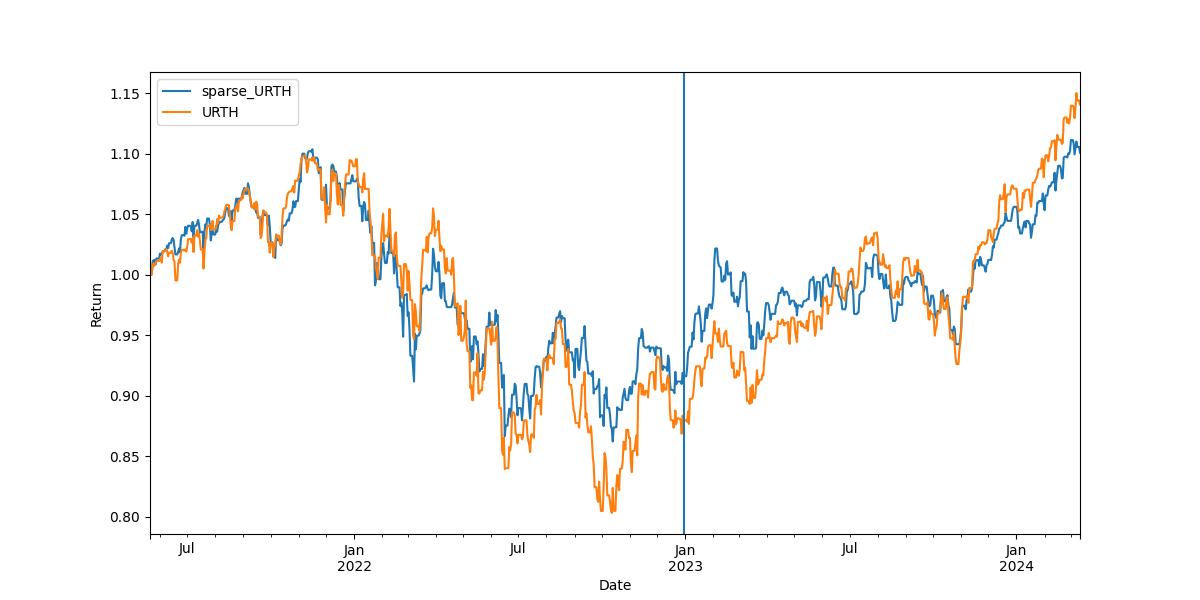 sparse_URTH
URTH
Return
1.15
1.10
1.05
1.00
0.95
0.90
0.85
0.80
Jul
Jan
2022
Jul
Jan
2023
Jul
Jan
2024
Date